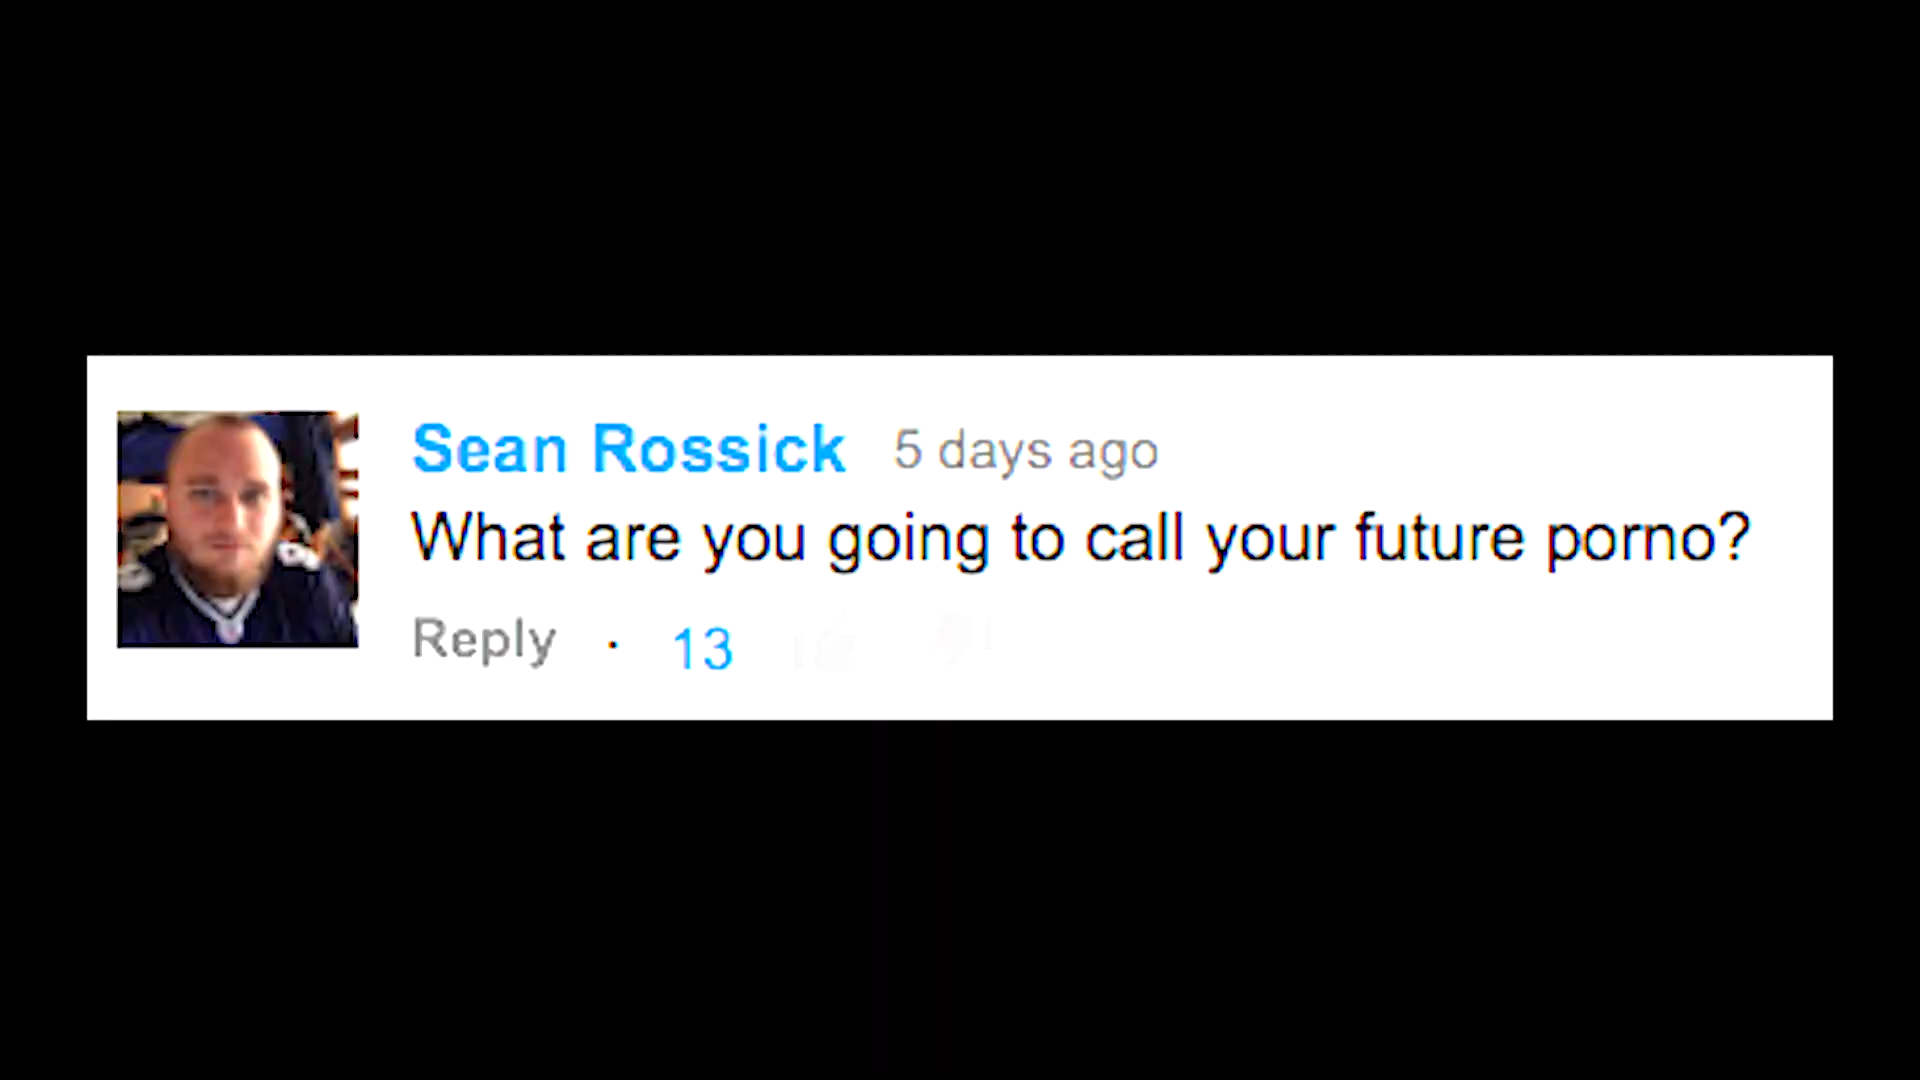 Sean Rossick 5 days ago
What are you going to call your future porno?
Reply · 13